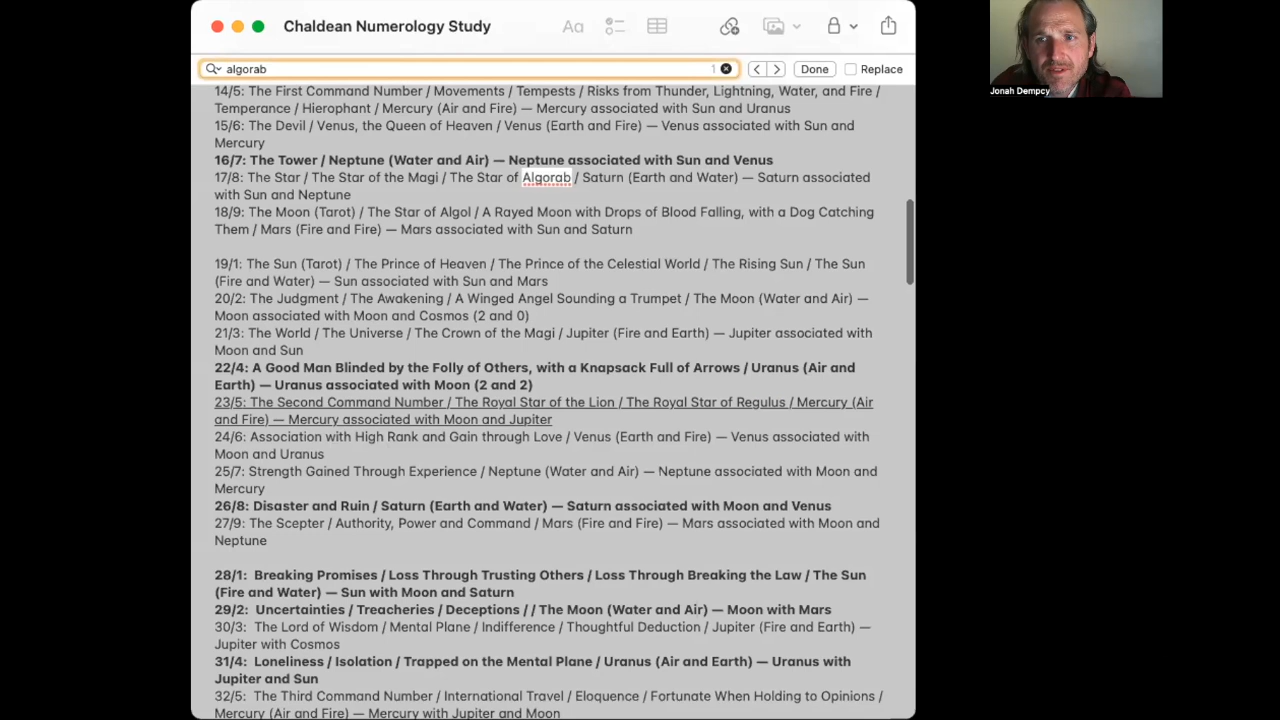 Chaldean Numerology Study
Aa
algorab
1
Done
Replace
Jonah Dempcy
14/5: The First Command Number / Movements / Tempests / Risks from Thunder, Lightning, Water, and Fire /
Temperance / Hierophant / Mercury (Air and Fire) — Mercury associated with Sun and Uranus
15/6: The Devil / Venus, the Queen of Heaven / Venus (Earth and Fire) — Venus associated with Sun and
Mercury
16/7: The Tower / Neptune (Water and Air) — Neptune associated with Sun and Venus
17/8: The Star / The Star of the Magi / The Star of Algorab / Saturn (Earth and Water) — Saturn associated
with Sun and Neptune
18/9: The Moon (Tarot) / The Star of Algol / A Rayed Moon with Drops of Blood Falling, with a Dog Catching
Them / Mars (Fire and Fire) — Mars associated with Sun and Saturn
19/1: The Sun (Tarot) / The Prince of Heaven / The Prince of the Celestial World / The Rising Sun / The Sun
(Fire and Water) — Sun associated with Sun and Mars
20/2: The Judgment / The Awakening / A Winged Angel Sounding a Trumpet / The Moon (Water and Air) —
Moon associated with Moon and Cosmos (2 and 0)
21/3: The World / The Universe / The Crown of the Magi / Jupiter (Fire and Earth) — Jupiter associated with
Moon and Sun
22/4: A Good Man Blinded by the Folly of Others, with a Knapsack Full of Arrows / Uranus (Air and
Earth) — Uranus associated with Moon (2 and 2)
23/5: The Second Command Number / The Royal Star of the Lion / The Royal Star of Regulus / Mercury (Air
and Fire) — Mercury associated with Moon and Jupiter
24/6: Association with High Rank and Gain through Love / Venus (Earth and Fire) — Venus associated with
Moon and Uranus
25/7: Strength Gained Through Experience / Neptune (Water and Air) — Neptune associated with Moon and
Mercury
26/8: Disaster and Ruin / Saturn (Earth and Water) — Saturn associated with Moon and Venus
27/9: The Scepter / Authority, Power and Command / Mars (Fire and Fire) — Mars associated with Moon and
Neptune
28/1: Breaking Promises / Loss Through Trusting Others / Loss Through Breaking the Law / The Sun
(Fire and Water) — Sun with Moon and Saturn
29/2: Uncertainties / Treacheries / Deceptions / / The Moon (Water and Air) — Moon with Mars
30/3: The Lord of Wisdom / Mental Plane / Indifference / Thoughtful Deduction / Jupiter (Fire and Earth) —
Jupiter with Cosmos
31/4: Loneliness / Isolation / Trapped on the Mental Plane / Uranus (Air and Earth) — Uranus with
Jupiter and Sun
32/5: The Third Command Number / International Travel / Eloquence / Fortunate When Holding to Opinions /
Mercury (Air and Fire) — Mercury with Jupiter and Moon